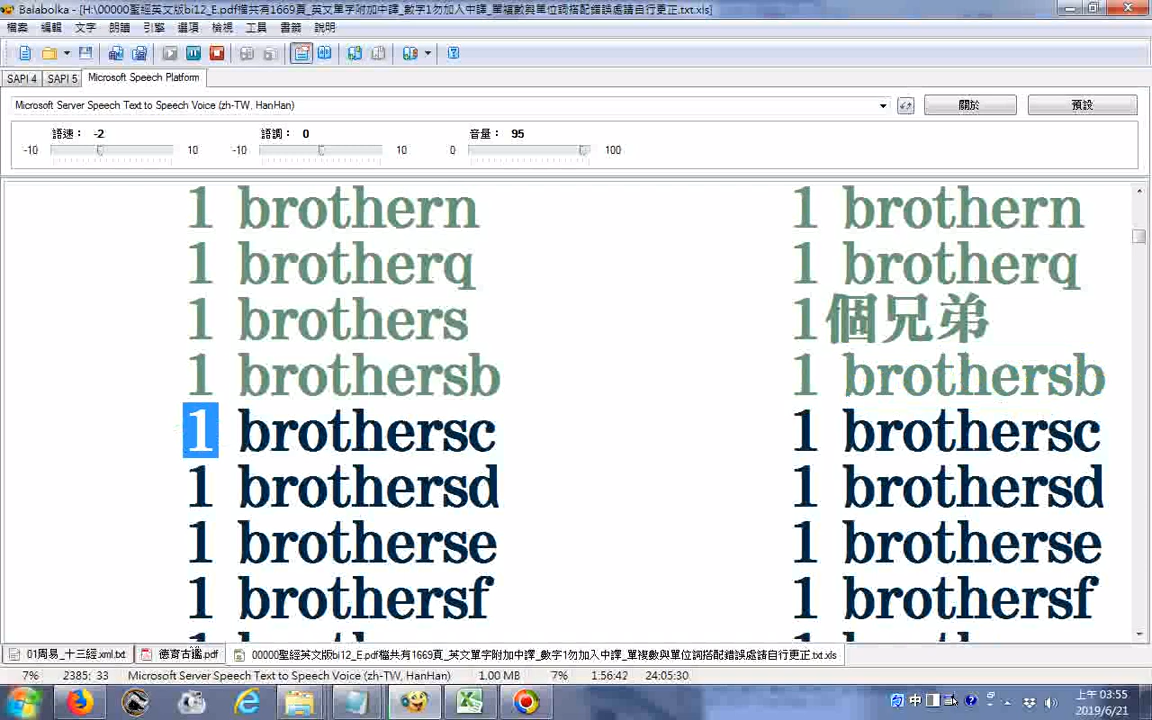 Balabolka - [H:\00000聖經英文版bi12_E.pdf檔共有1669頁_英文單字附加中譯_數字1勿加入中譯_單複數與單位詞搭配錯誤處請自行更正.txt.xls]
檔案 編輯 文字 朗讀 引擎 選項 檢視 工具 書籤 說明
SAPI 4 SAPI 5 Microsoft Speech Platform
Microsoft Server Speech Text to Speech Voice (zh-TW, HanHan) 關於 預設
語速： -2 語調： 0 音量： 95
-10 10 -10 10 0 100
1 brothern 1 brothern
1 brotherq 1 brotherq
1 brothers 1個兄弟
1 brothersb 1 brothersb
1 brothersc 1 brothersc
1 brothersd 1 brothersd
1 brotherse 1 brotherse
1 brothersf 1 brothersf
01周易_十三經.xml.txt 德育古鑑.pdf 00000聖經英文版bi12_E.pdf檔共有1669頁_英文單字附加中譯_數字1勿加入中譯_單複數與單位詞搭配錯誤處請自行更正.txt.xls
7% 2385: 33 Microsoft Server Speech Text to Speech Voice (zh-TW, HanHan) 1.00 MB 7% 1:56:42 24:05:30
中 上午 03:55
2019/6/21